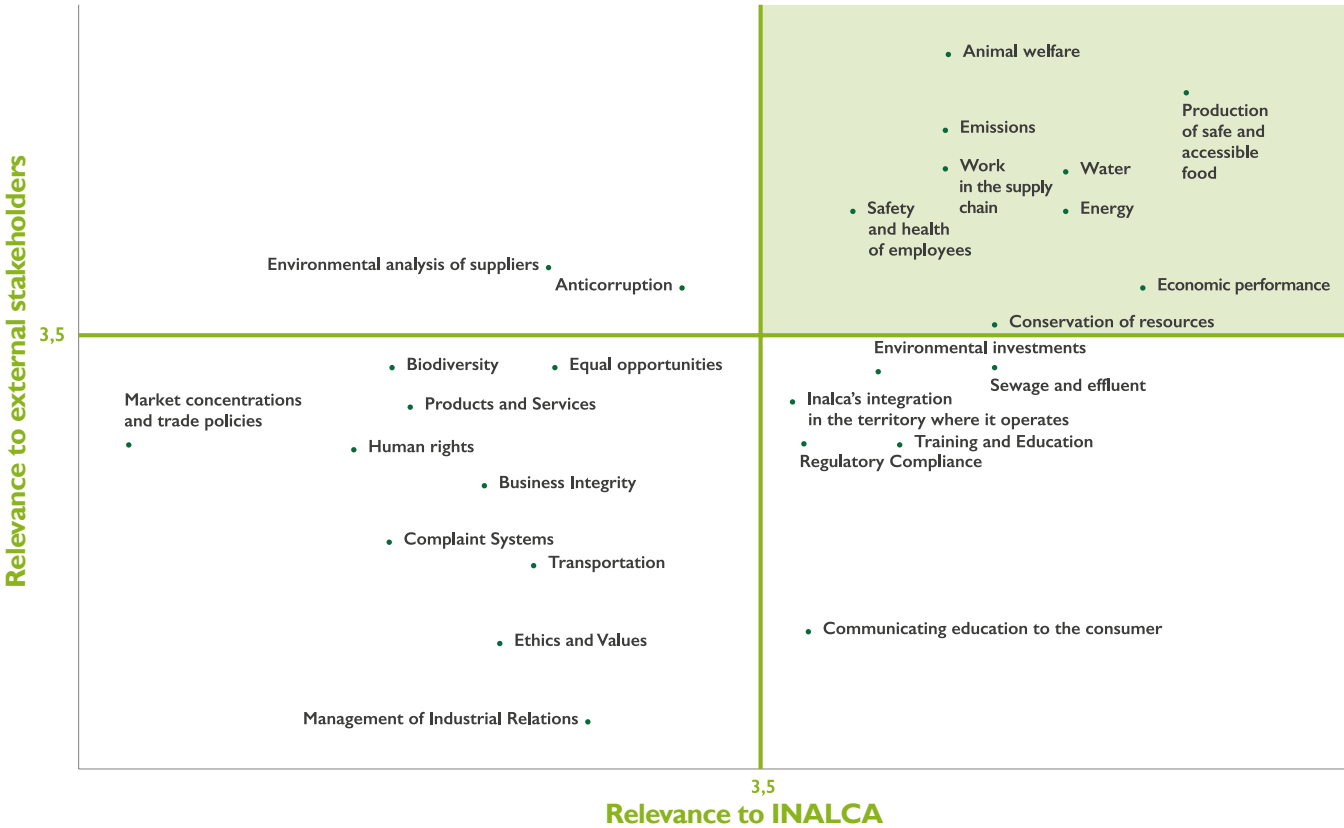 Animal welfare
Production
of safe and
accessible
food
Emissions
Work
in the supply
chain
Water
Safety
and health
of employees
Energy
Environmental analysis of suppliers
Anticorruption
Economic performance
Conservation of resources
3,5
Relevance to external stakeholders
Environmental investments
Biodiversity
Equal opportunities
Sewage and effluent
Market concentrations
and trade policies
Products and Services
Inalca's integration
in the territory where it operates
Human rights
Training and Education
Regulatory Compliance
Business Integrity
Complaint Systems
Transportation
Communicating education to the consumer
Ethics and Values
Management of Industrial Relations
3,5
Relevance to INALCA